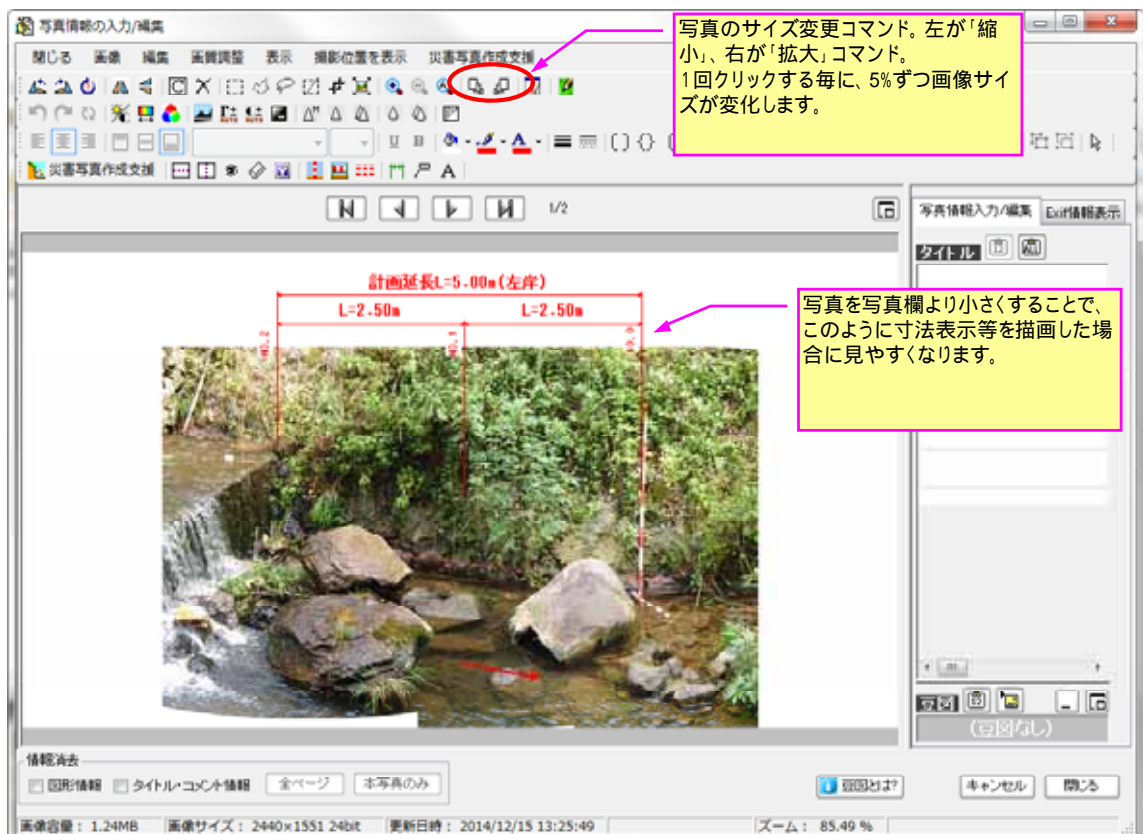 写真情報の入力/編集
閉じる 画像 編集 画質調整 表示 撮影位置を表示 災害写真作成支援
写真のサイズ変更コマンド。左が「縮
小」、右が「拡大」コマンド。
1回クリックする毎に、5%ずつ画像サイ
ズが変化します。
災害写真作成支援
1/2
写真情報入力/編集 Exif情報表示
タイトル
計画延長L=5.00m(左岸)
L=2.50m L=2.50m
NO.2 NO.1
写真を写真欄より小さくすることで、
このように寸法表示等を描画した場
合に見やすくなります。
豆図
(豆図なし)
情報消去
図形情報 タイトル・コメント情報 全ページ 本写真のみ
豆図とは? キャンセル 閉じる
画像容量: 1.24MB 画像サイズ: 2440×1551 24bit 更新日時: 2014/12/15 13:25:49 ズーム: 85.49 %